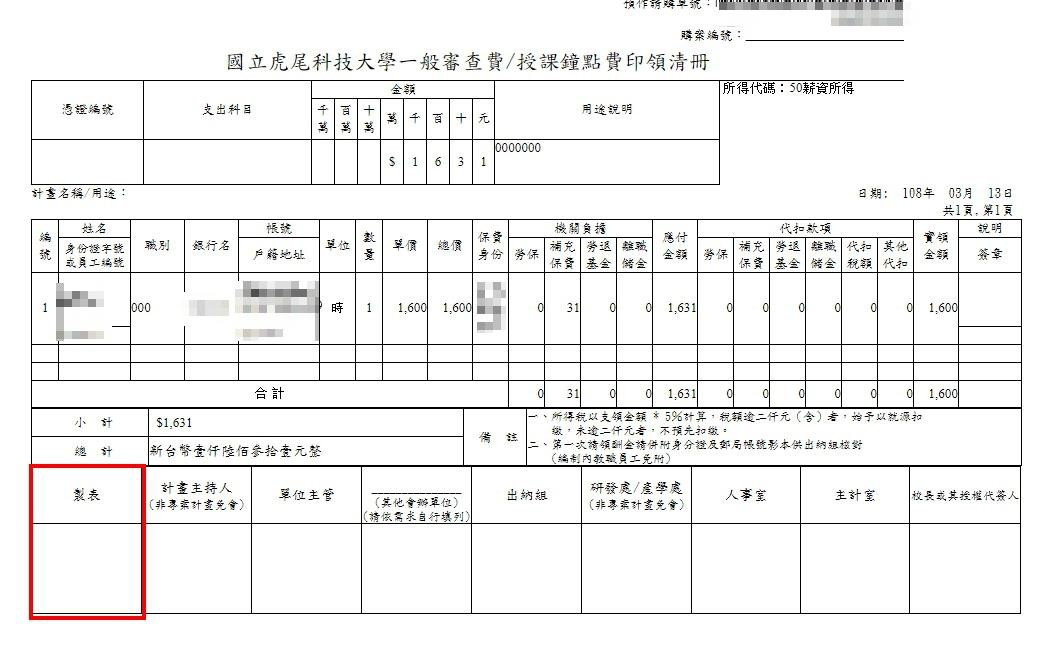 預作請購單號：
購案編號：
國立虎尾科技大學一般審查費/授課鐘點費印領清冊
憑證編號 支出科目 金額 用途說明 所得代碼：50薪資所得
千萬 百萬 十萬 萬 千 百 十 元
$ 1 6 3 1 0000000
計畫名稱/用途：
日期: 108年 03月 13日
共1頁, 第1頁
編號 姓名 身份證字號或員工編號 職別 銀行名 帳號 戶籍地址 單位 數量 單價 總價 保費身份 機關負擔 勞保 補充保費 勞退基金 離職儲金 應付金額 代扣款項 勞保 補充保費 勞退基金 離職儲金 代扣稅額 其他代扣 實領金額 說明 簽章
1 000 時 1 1,600 1,600 0 31 0 0 1,631 0 0 0 0 0 0 1,600
合計 0 31 0 0 1,631 0 0 0 0 0 0 1,600
小 計 $1,631
總 計 新台幣壹仟陸佰參拾壹元整
備 註
一、所得稅以支領金額 * 5%計算，稅額逾二仟元（含）者，始予以就源扣
繳，未逾二仟元者，不預先扣繳。
二、第一次請領酬金請併附身分證及郵局帳號影本供出納組核對
(編制內教職員工免附)
製表 計畫主持人 單位主管 出納組 研發處/產學處 人事室 主計室 校長或其授權代簽人
(非專案計畫免會) (其他會辦單位) (非專案計畫免會)
(請依需求自行填列)